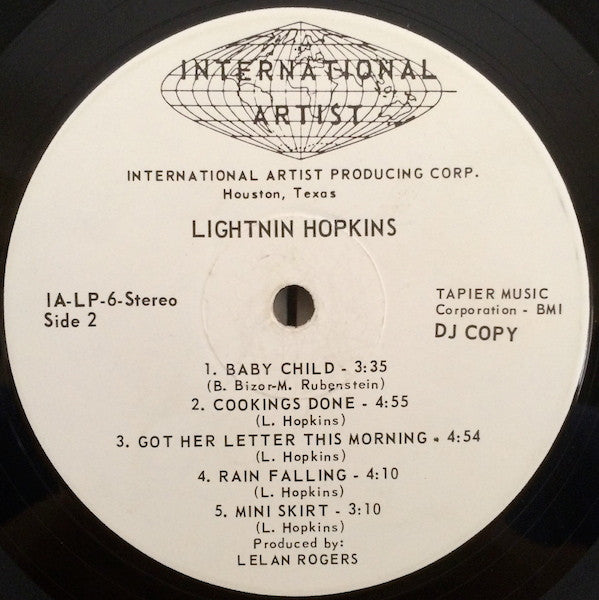 INTERNATIONAL
ARTIST
INTERNATIONAL ARTIST PRODUCING CORP.
Houston, Texas
LIGHTNIN HOPKINS
IA-LP-6-Stereo
Side 2
TAPIER MUSIC
Corporation - BMI
DJ COPY
1. BABY CHILD - 3:35
(B. Bizor-M. Rubenstein)
2. COOKINGS DONE - 4:55
(L. Hopkins)
3. GOT HER LETTER THIS MORNING - 4:54
(L. Hopkins)
4. RAIN FALLING - 4:10
(L. Hopkins)
5. MINI SKIRT - 3:10
(L. Hopkins)
Produced by:
LELAN ROGERS